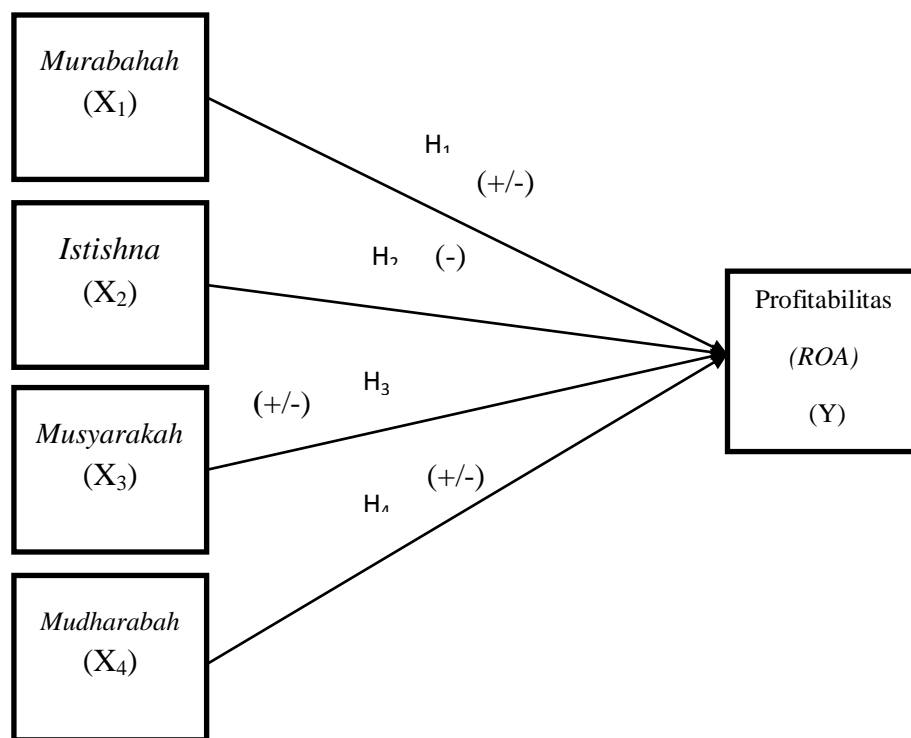 Murabahah
(X₁)
H₁
(+/-)
Istishna
(X₂)
H₂ (-)
Profitabilitas
(ROA)
(Y)
Musyarakah
(X₃)
(+/-) H₃
(+/-)
H₄
Mudharabah
(X₄)